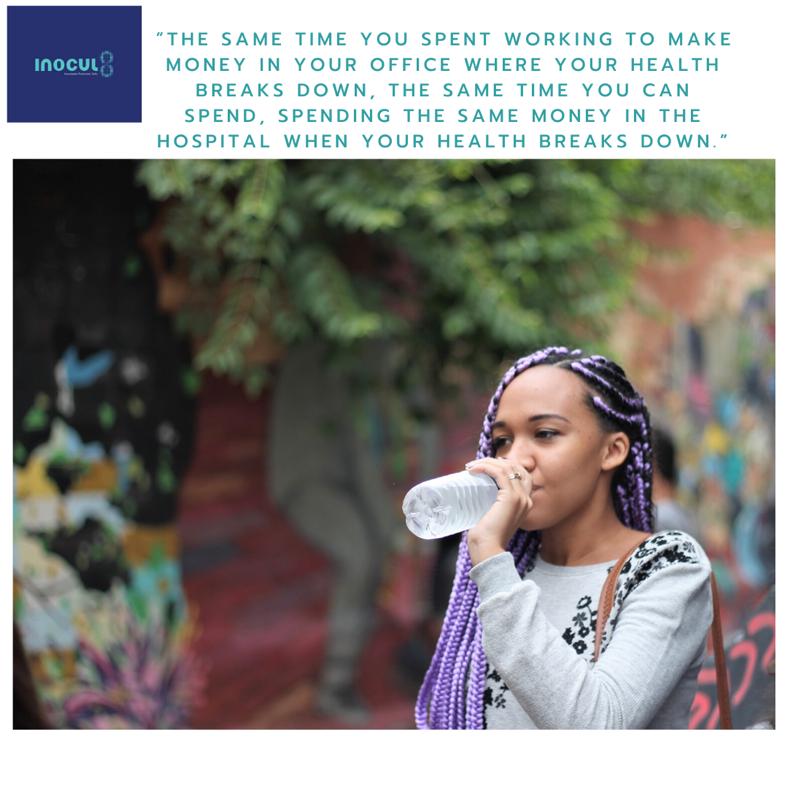 INOCUL8
"THE SAME TIME YOU SPENT WORKING TO MAKE
MONEY IN YOUR OFFICE WHERE YOUR HEALTH
BREAKS DOWN, THE SAME TIME YOU CAN
SPEND, SPENDING THE SAME MONEY IN THE
HOSPITAL WHEN YOUR HEALTH BREAKS DOWN."